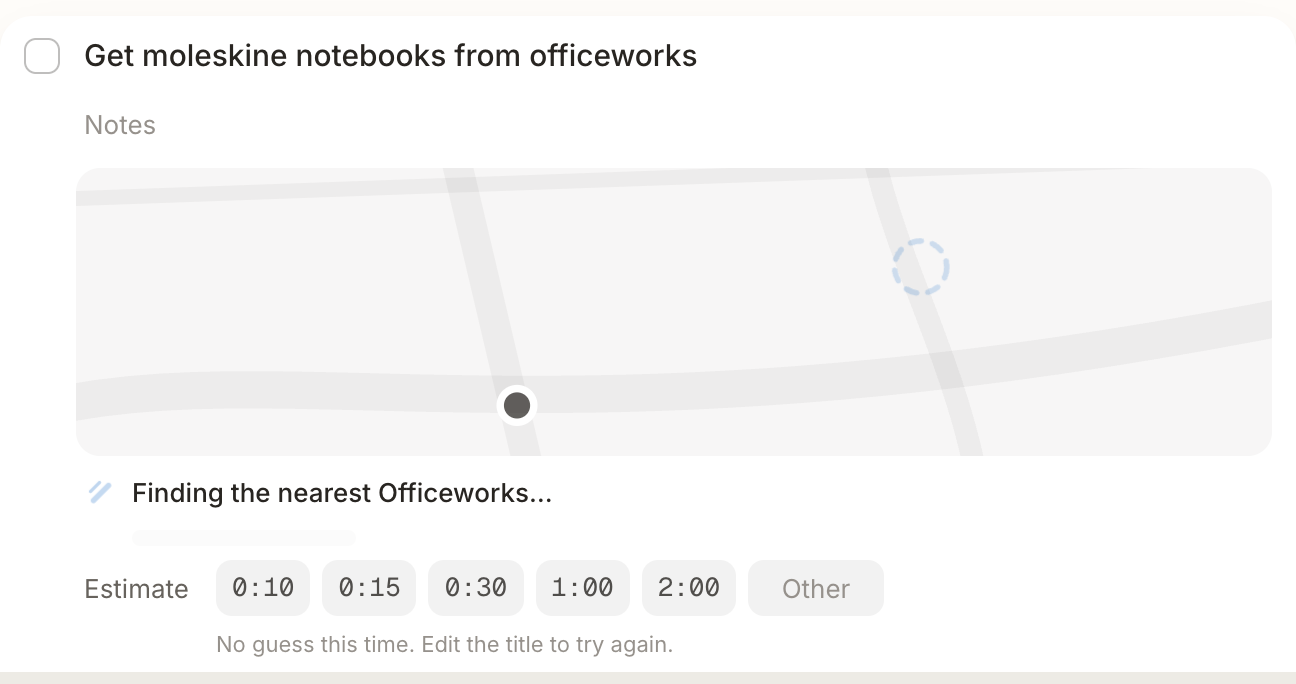 Get moleskine notebooks from officeworks
Notes
Finding the nearest Officeworks...
Estimate 0:10 0:15 0:30 1:00 2:00 Other
No guess this time. Edit the title to try again.